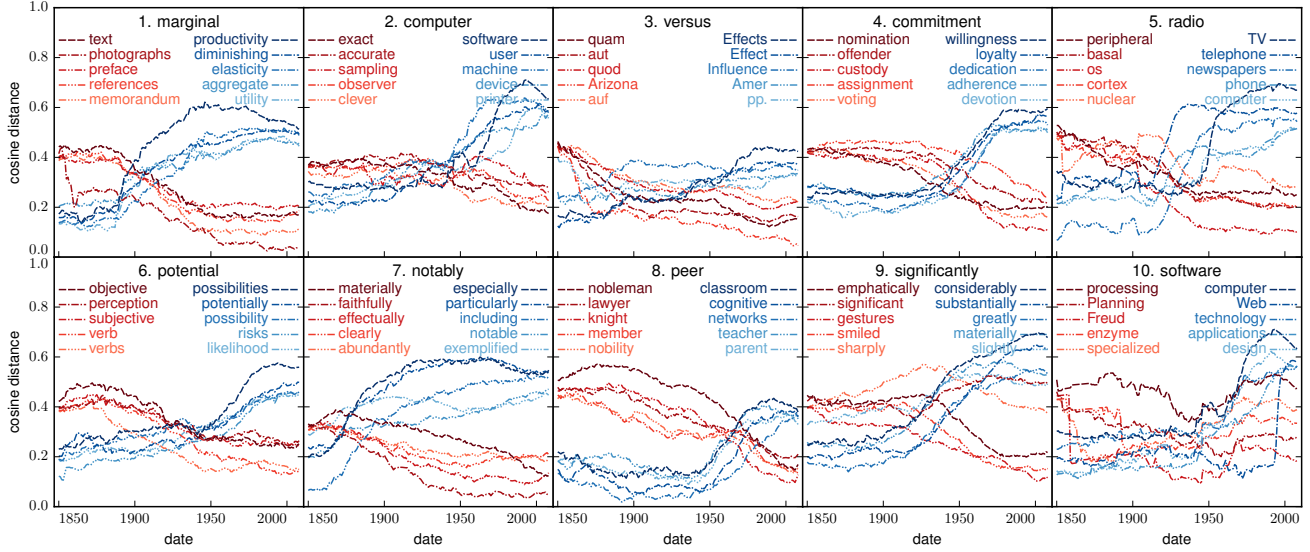 1. marginal 2. computer 3. versus 4. commitment 5. radio
text productivity exact software quam Effects nomination willingness peripheral TV
photographs diminishing accurate user aut Effect offender loyalty basal telephone
preface elasticity sampling machine quod Influence custody dedication os newspapers
references aggregate observer device Arizona Amer assignment adherence cortex phone
memorandum utility clever printer auf pp. voting devotion nuclear computer
1.0
0.8
0.6
0.4
0.2
0.0
cosine distance
6. potential 7. notably 8. peer 9. significantly 10. software
objective possibilities materially especially nobleman classroom emphatically considerably processing computer
perception potentially faithfully particularly lawyer cognitive significant substantially Planning Web
subjective possibility effectually including knight networks gestures greatly Freud technology
verb risks clearly notable member teacher smiled materially enzyme applications
verbs likelihood abundantly exemplified nobility parent sharply slightly specialized design
1.0
0.8
0.6
0.4
0.2
0.0
cosine distance
1850 1900 1950 2000 1850 1900 1950 2000 1850 1900 1950 2000 1850 1900 1950 2000 1850 1900 1950 2000
date date date date date